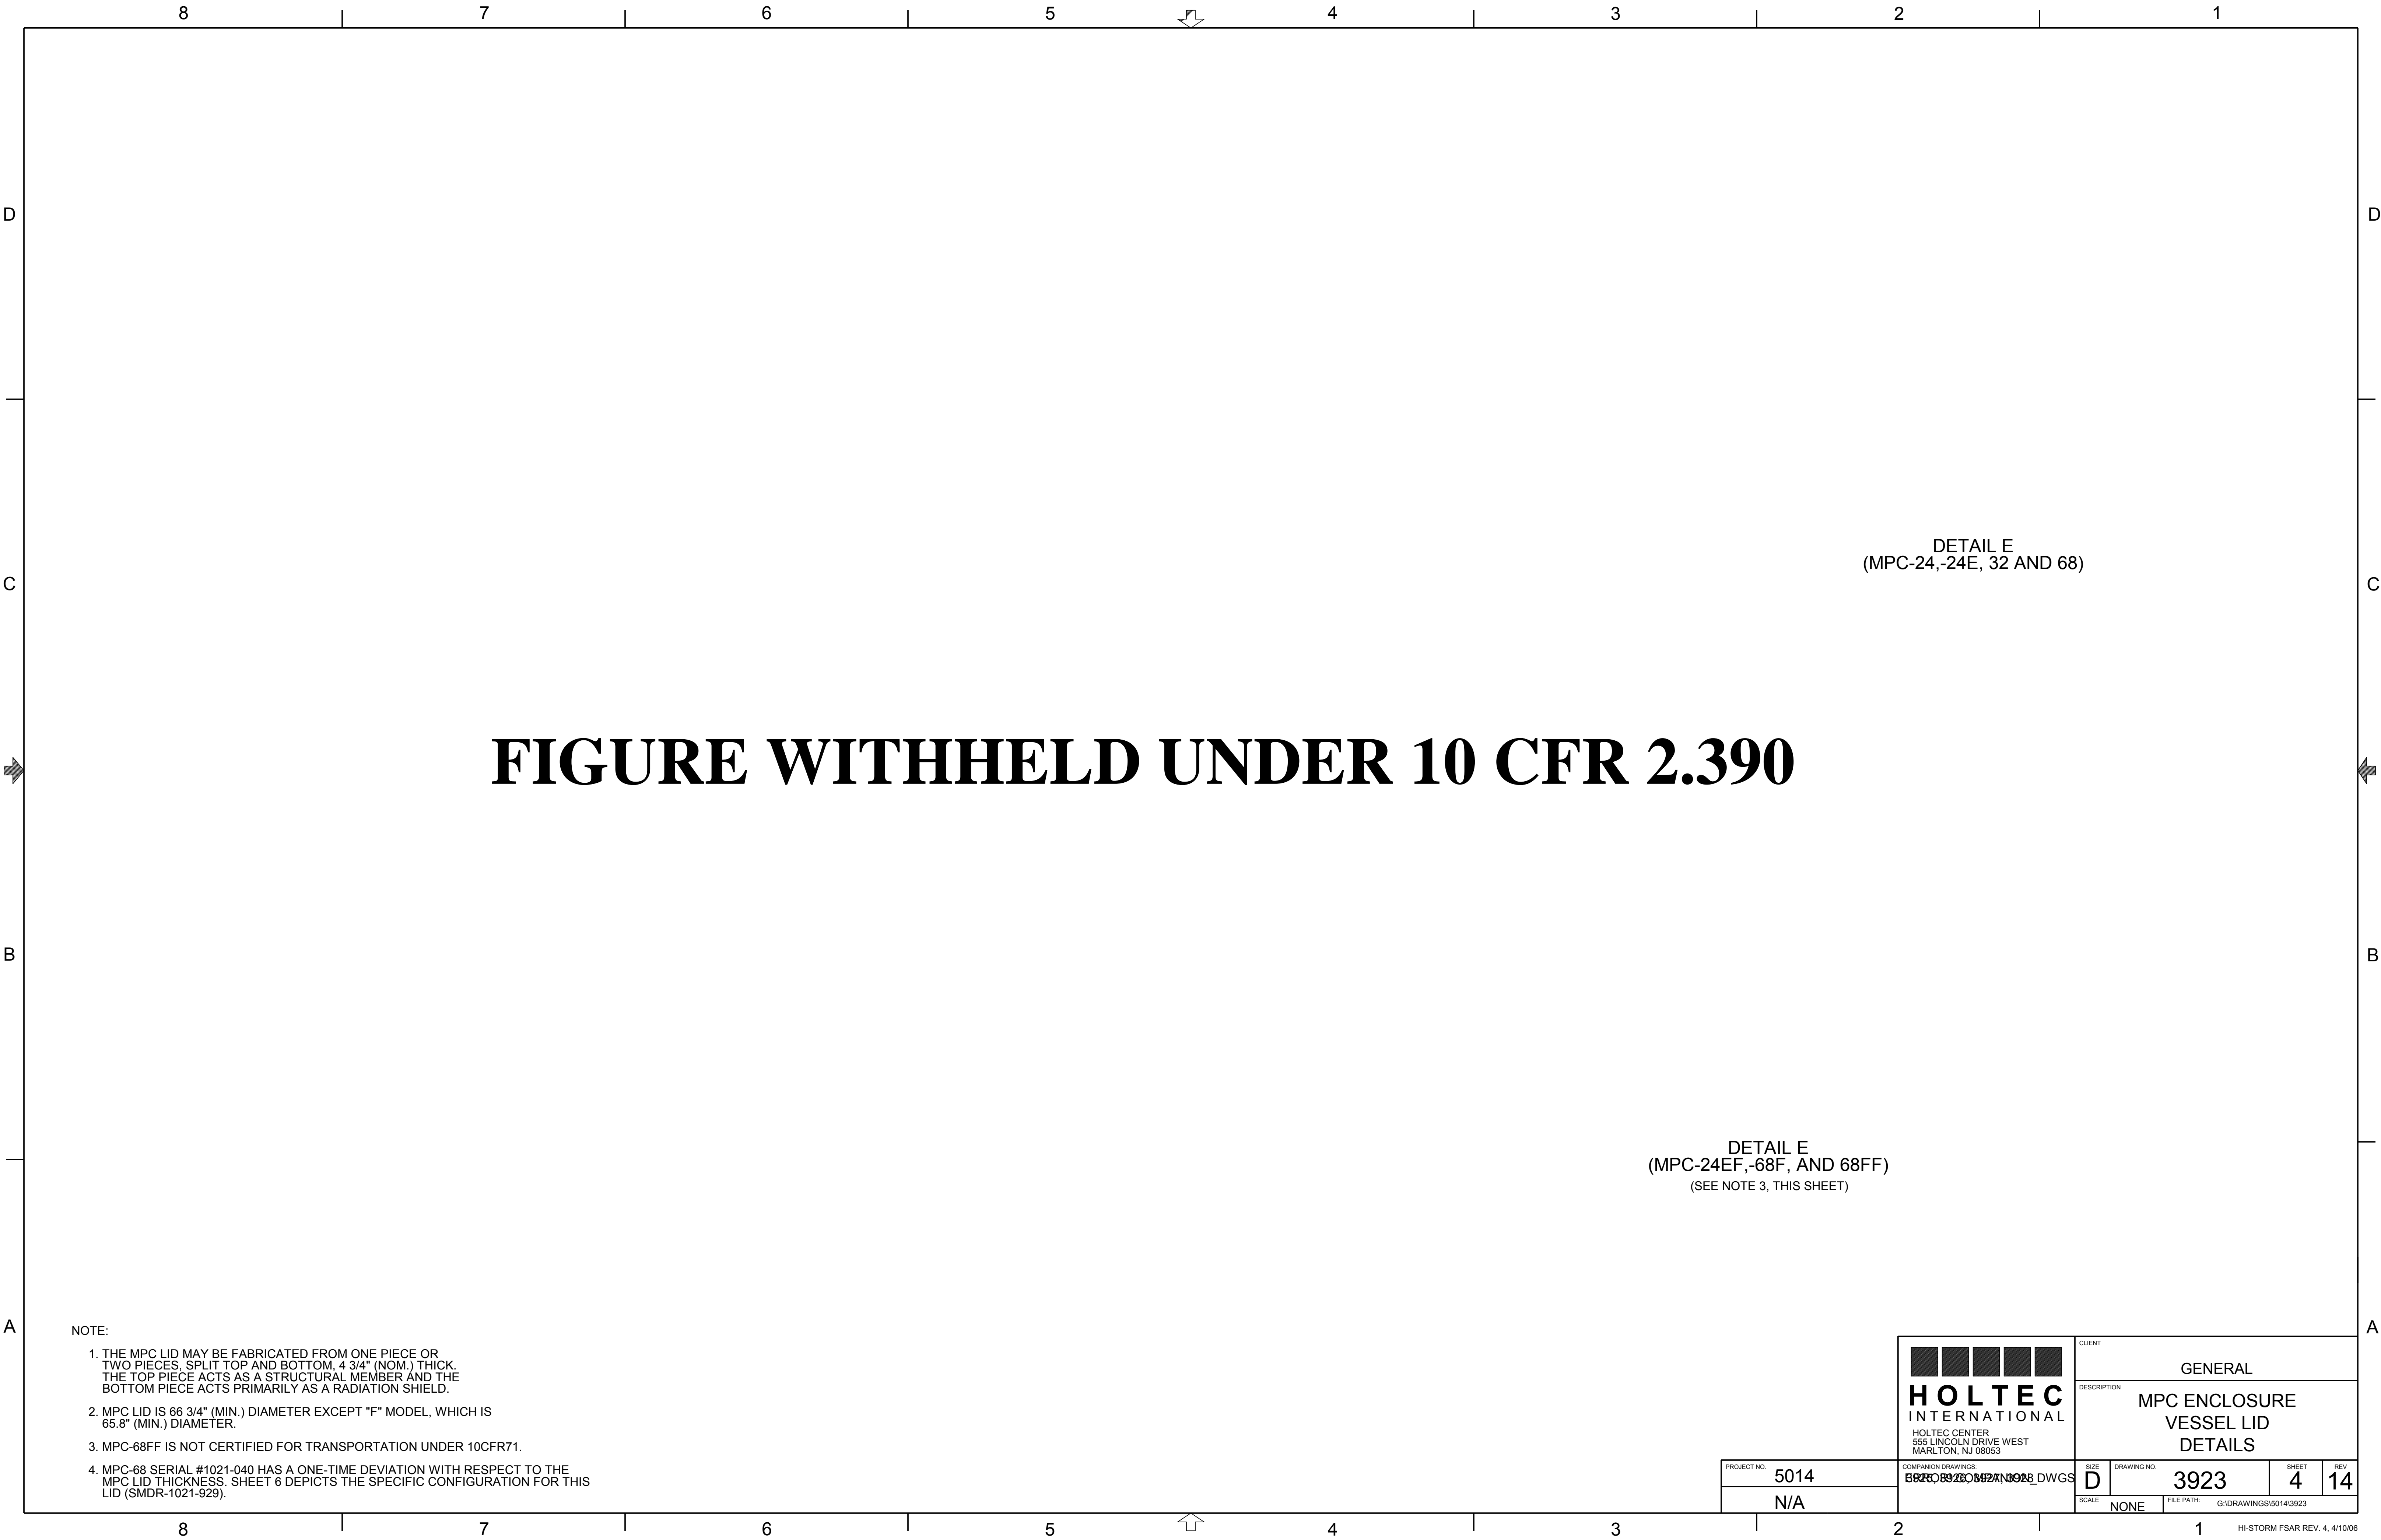 8 7 6 5 4 3 2 1
D D
DETAIL E
(MPC-24,-24E, 32 AND 68)
C C
FIGURE WITHHELD UNDER 10 CFR 2.390
B B
DETAIL E
(MPC-24EF,-68F, AND 68FF)
(SEE NOTE 3, THIS SHEET)
A A
NOTE:
1. THE MPC LID MAY BE FABRICATED FROM ONE PIECE OR
TWO PIECES, SPLIT TOP AND BOTTOM, 4 3/4" (NOM.) THICK.
THE TOP PIECE ACTS AS A STRUCTURAL MEMBER AND THE
BOTTOM PIECE ACTS PRIMARILY AS A RADIATION SHIELD.
2. MPC LID IS 66 3/4" (MIN.) DIAMETER EXCEPT "F" MODEL, WHICH IS
65.8" (MIN.) DIAMETER.
3. MPC-68FF IS NOT CERTIFIED FOR TRANSPORTATION UNDER 10CFR71.
4. MPC-68 SERIAL #1021-040 HAS A ONE-TIME DEVIATION WITH RESPECT TO THE
MPC LID THICKNESS. SHEET 6 DEPICTS THE SPECIFIC CONFIGURATION FOR THIS
LID (SMDR-1021-929).
HOLTEC
INTERNATIONAL
HOLTEC CENTER
555 LINCOLN DRIVE WEST
MARLTON, NJ 08053
CLIENT
GENERAL
DESCRIPTION
MPC ENCLOSURE
VESSEL LID
DETAILS
PROJECT NO. 5014
N/A
COMPANION DRAWINGS:
DWGS
SIZE D
DRAWING NO. 3923
SHEET 4
REV 14
SCALE NONE
FILE PATH: G:\DRAWINGS\5014\3923
8 7 6 5 4 3 2 1
HI-STORM FSAR REV. 4, 4/10/06